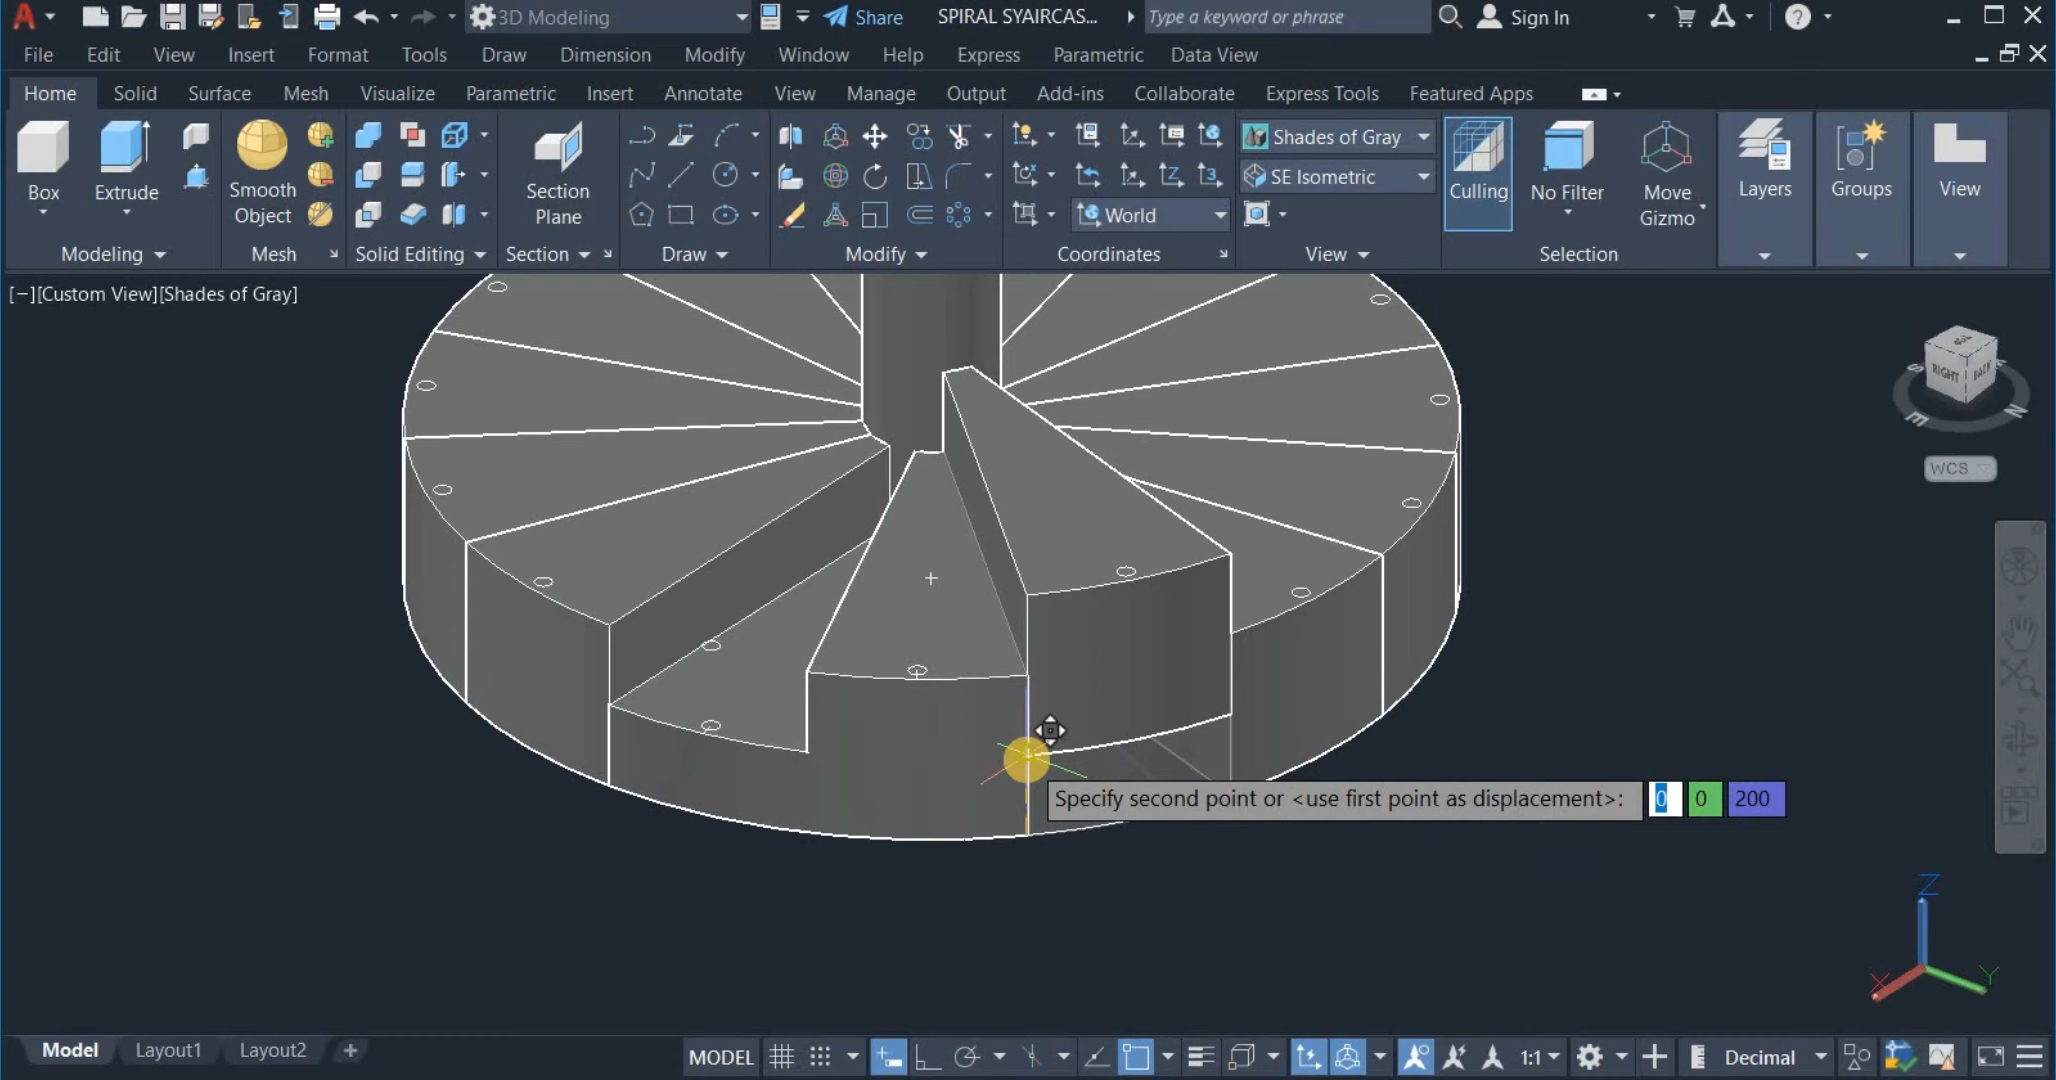 3D Modeling Share SPIRAL SYAIRCAS... Type a keyword or phrase Sign In
File Edit View Insert Format Tools Draw Dimension Modify Window Help Express Parametric Data View
Home Solid Surface Mesh Visualize Parametric Insert Annotate View Manage Output Add-ins Collaborate Express Tools Featured Apps
Shades of Gray
SE Isometric
World
Box
Extrude
Smooth
Object
Section
Plane
Culling
No Filter
Move
Gizmo
Layers
Groups
View
Modeling Mesh Solid Editing Section Draw Modify Coordinates View Selection
[−][Custom View][Shades of Gray]
TOP
RIGHT
BACK
S
E
N
WCS
Specify second point or <use first point as displacement>: 0 0 200
Z
X
Y
Model Layout1 Layout2 + MODEL 1:1 Decimal